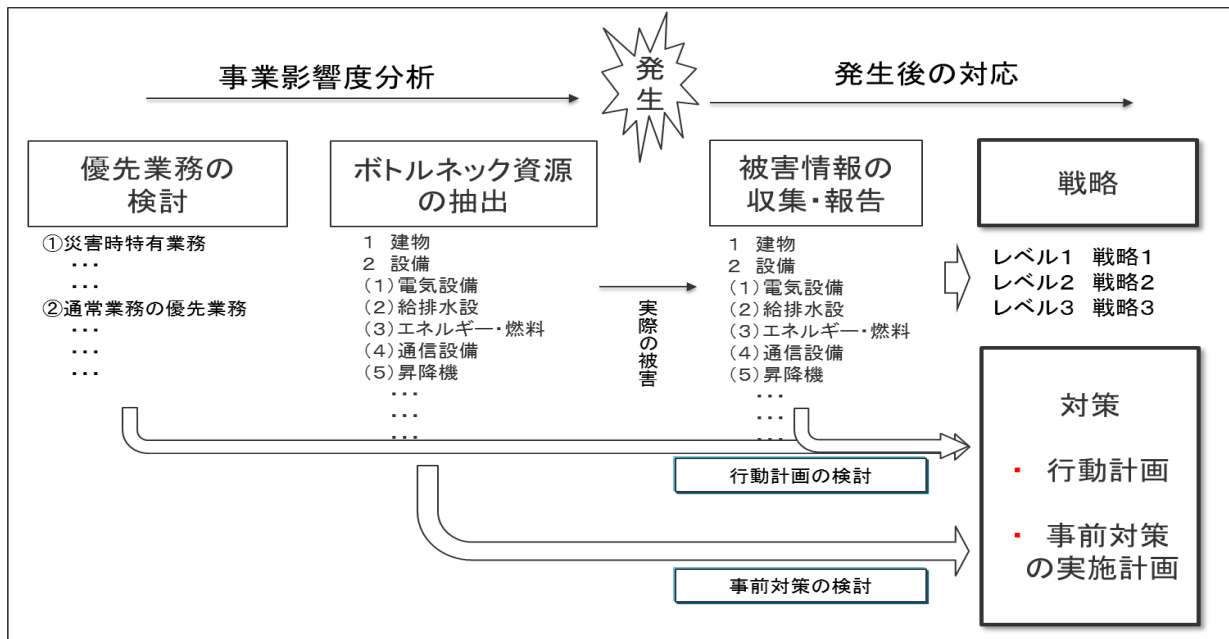 事業影響度分析
発生
発生後の対応
優先業務の
検討
①災害時特有業務
・・・
・・・
②通常業務の優先業務
・・・
・・・
・・・
ボトルネック資源
の抽出
1 建物
2 設備
(1)電気設備
(2)給排水設
(3)エネルギー・燃料
(4)通信設備
(5)昇降機
・・・
・・・
・・・
実際の被害
被害情報の
収集・報告
1 建物
2 設備
(1)電気設備
(2)給排水設
(3)エネルギー・燃料
(4)通信設備
(5)昇降機
・・・
・・・
・・・
戦略
レベル1 戦略1
レベル2 戦略2
レベル3 戦略3
対策
・ 行動計画
・ 事前対策
の実施計画
行動計画の検討
事前対策の検討